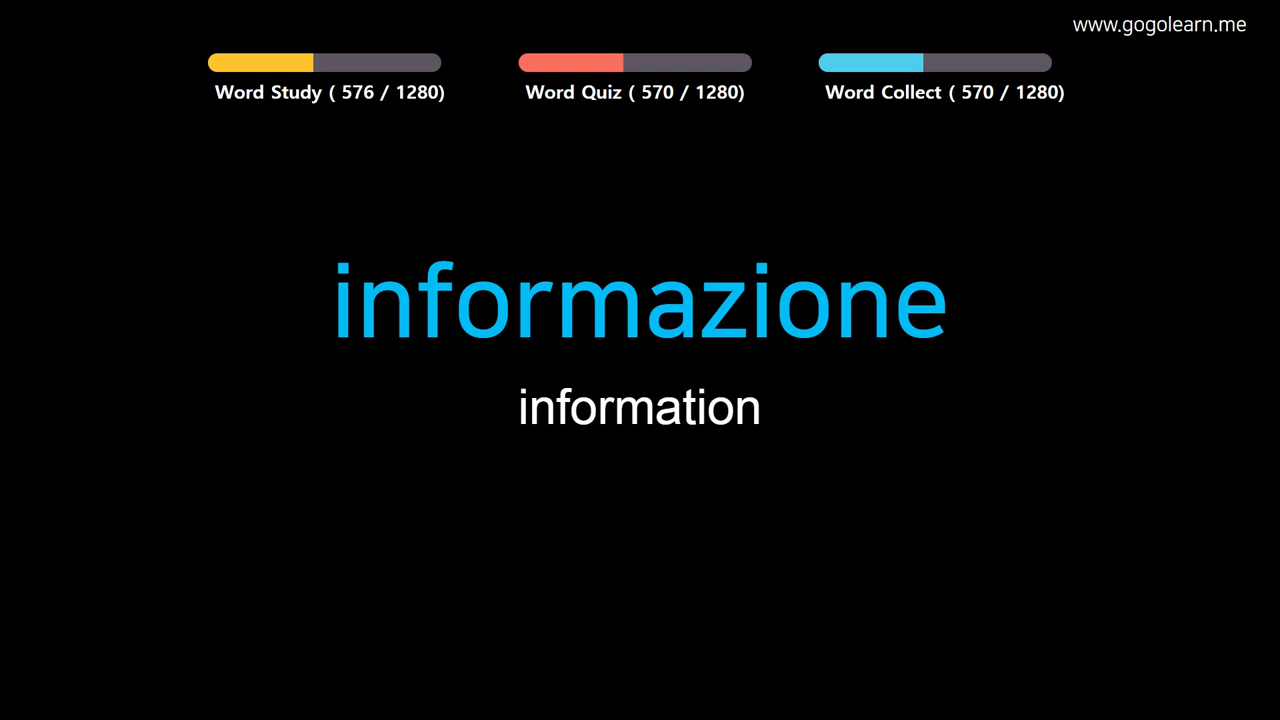 www.gogolearn.me
Word Study ( 576 / 1280)
Word Quiz ( 570 / 1280)
Word Collect ( 570 / 1280)
informazione
information